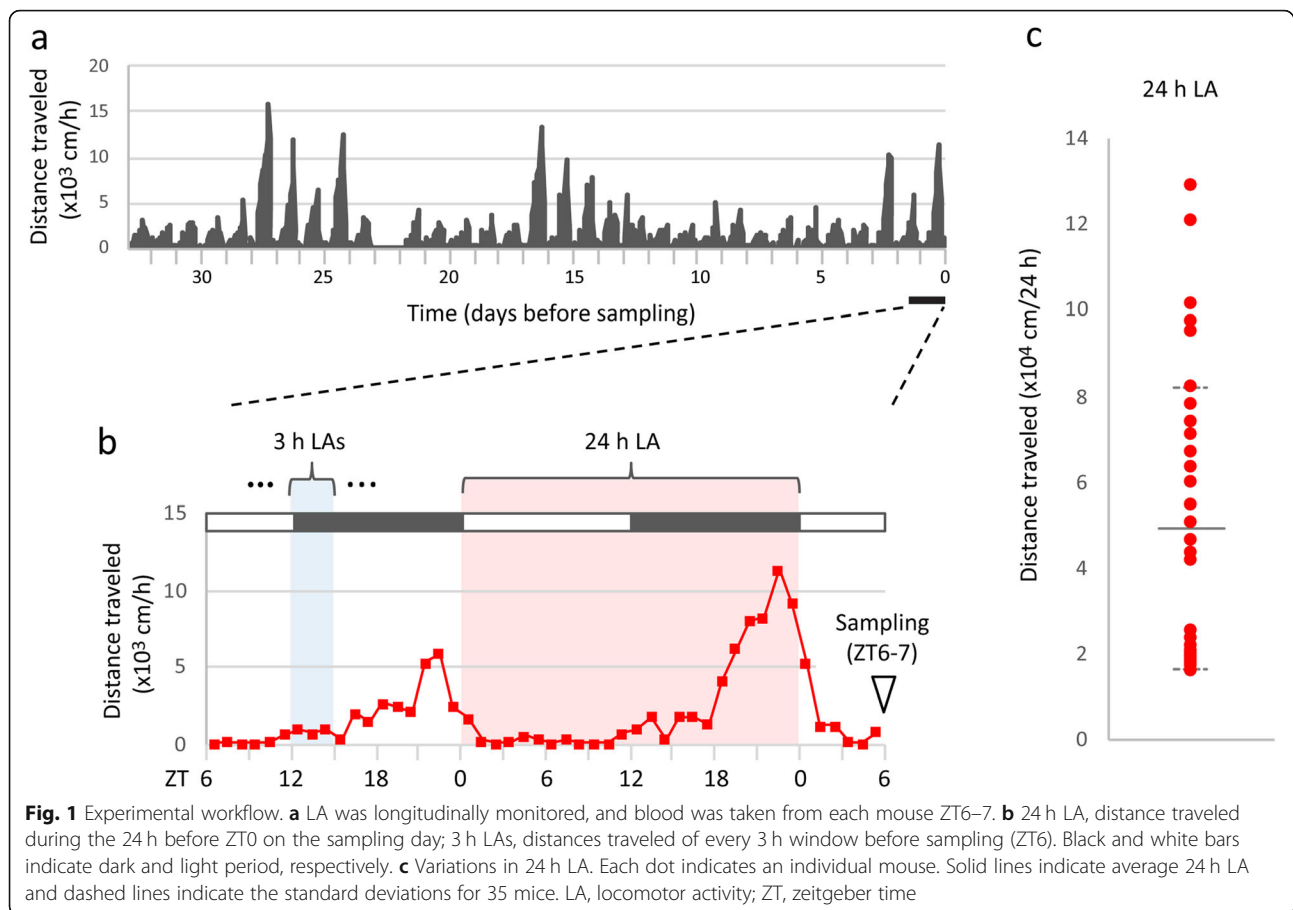 a
20
15
10
5
0
Distance traveled
(x10³ cm/h)
30 25 20 15 10 5 0
Time (days before sampling)
b
3 h LAs 24 h LA
... ...
15
10
5
0
Distance traveled
(x10³ cm/h)
Sampling
(ZT6-7)
ZT 6 12 18 0 6 12 18 0 6
c
24 h LA
14
12
10
8
6
4
2
0
Distance traveled (x10⁴ cm/24 h)
Fig. 1 Experimental workflow. a LA was longitudinally monitored, and blood was taken from each mouse ZT6–7. b 24 h LA, distance traveled
during the 24 h before ZT0 on the sampling day; 3 h LAs, distances traveled of every 3 h window before sampling (ZT6). Black and white bars
indicate dark and light period, respectively. c Variations in 24 h LA. Each dot indicates an individual mouse. Solid lines indicate average 24 h LA
and dashed lines indicate the standard deviations for 35 mice. LA, locomotor activity; ZT, zeitgeber time